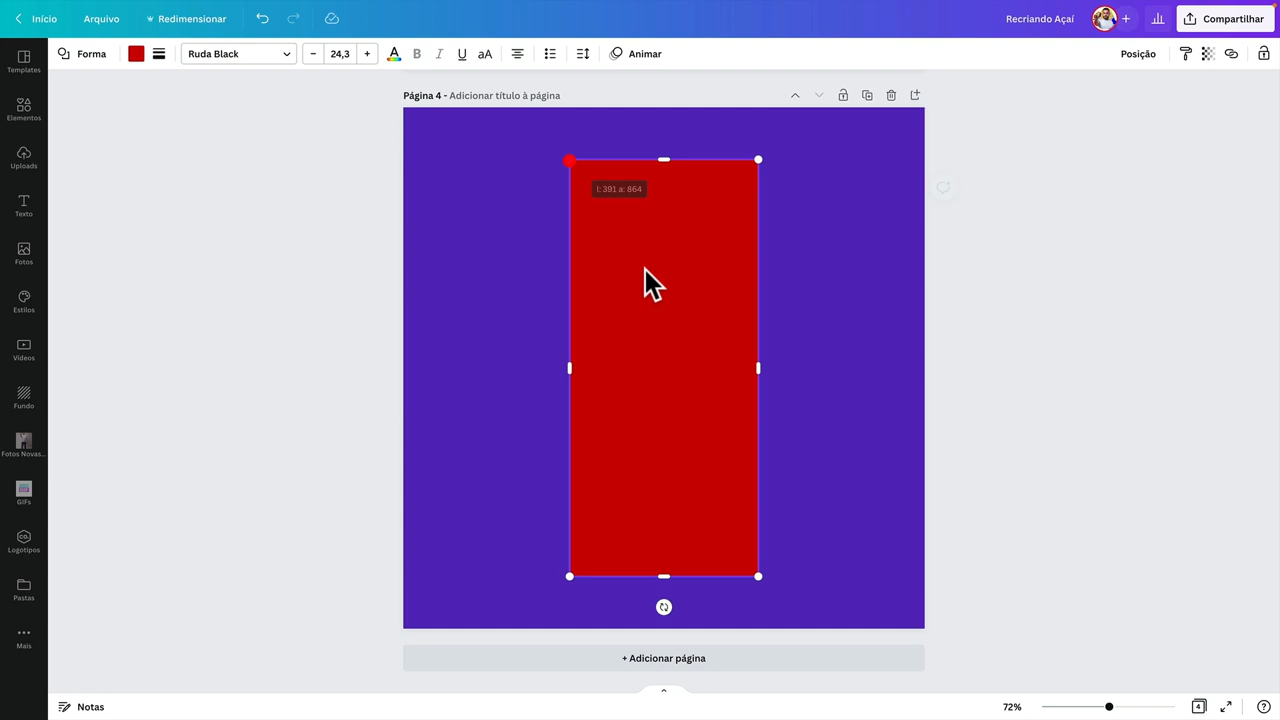 Início Arquivo Redimensionar Recriando Açaí + Compartilhar
Forma Ruda Black − 24,3 + A B I U aA Animar Posição
Templates
Elementos
Uploads
Texto
Fotos
Estilos
Vídeos
Fundo
Fotos Novas...
GIFs
CO.
Logotipos
Pastas
Mais
Página 4 - Adicionar título à página
l: 391 a: 864
+ Adicionar página
Notas 72% 4 ?